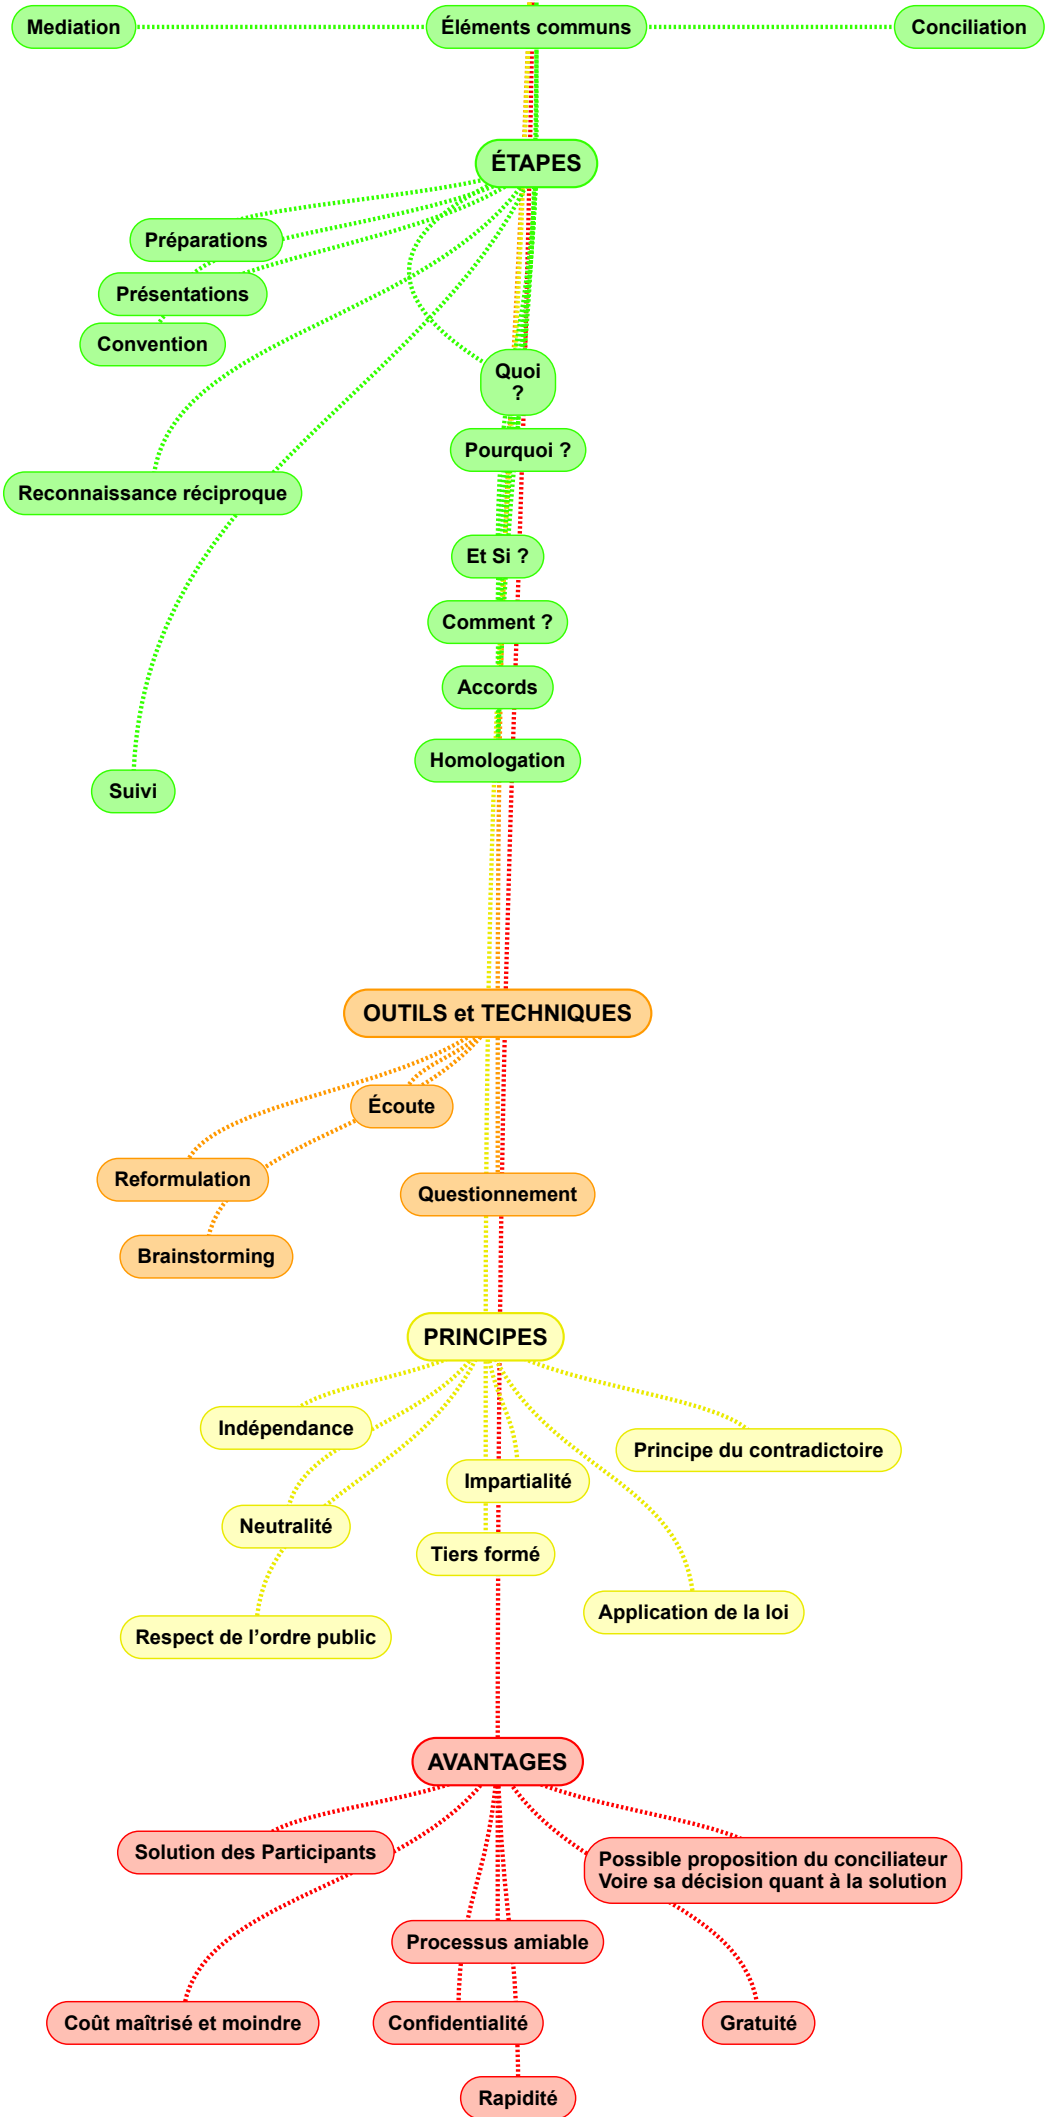 Mediation
Éléments communs
Conciliation
ÉTAPES
Préparations
Présentations
Convention
Quoi
?
Pourquoi ?
Reconnaissance réciproque
Et Si ?
Comment ?
Accords
Homologation
Suivi
OUTILS et TECHNIQUES
Écoute
Reformulation
Questionnement
Brainstorming
PRINCIPES
Indépendance
Principe du contradictoire
Impartialité
Neutralité
Tiers formé
Application de la loi
Respect de l'ordre public
AVANTAGES
Solution des Participants
Possible proposition du conciliateur
Voire sa décision quant à la solution
Processus amiable
Coût maîtrisé et moindre
Confidentialité
Gratuité
Rapidité